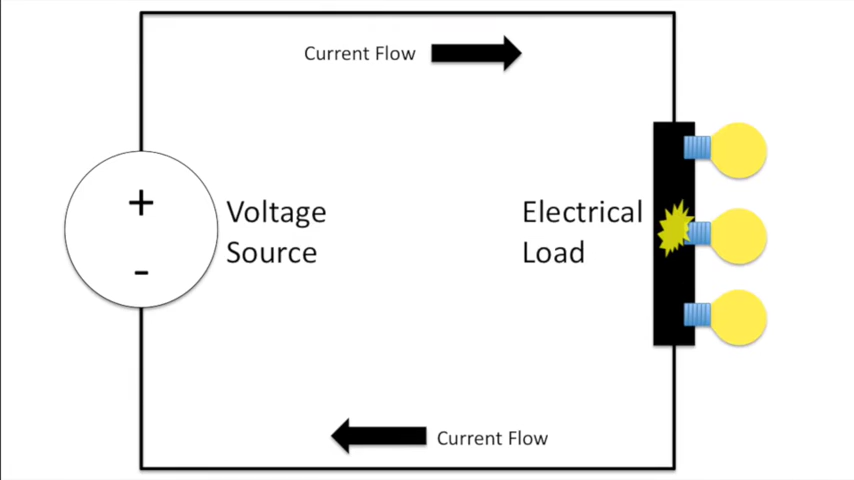 Current Flow
+
-
Voltage
Source
Electrical
Load
Current Flow